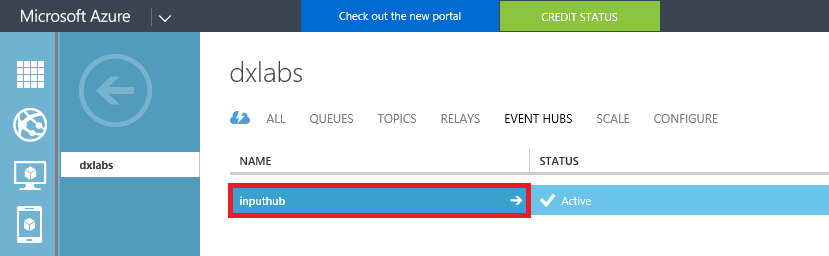 Microsoft Azure Check out the new portal CREDIT STATUS
dxlabs
ALL QUEUES TOPICS RELAYS EVENT HUBS SCALE CONFIGURE
dxlabs
NAME STATUS
inputhub Active